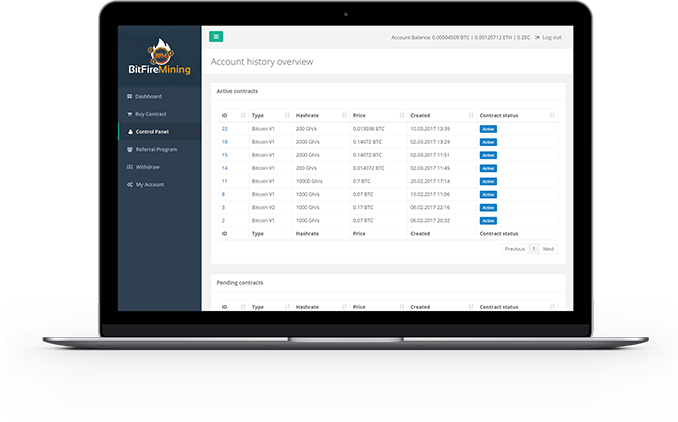 Account Balance: 0.00004509 BTC | 0.00120712 ETH | 0 ZEC Log out
BFM
BitFireMining
Account history overview
Dashboard
Buy Contract
Control Panel
Referral Program
Withdraw
My Account
Active contracts
ID Type Hashrate Price Created Contract status
22 Bitcoin V1 200 Gh/s 0.013598 BTC 10.03.2017 13:39 Active
18 Bitcoin V1 2000 Gh/s 0.14072 BTC 02.03.2017 13:29 Active
15 Bitcoin V1 2000 Gh/s 0.14072 BTC 02.03.2017 11:51 Active
14 Bitcoin V1 200 Gh/s 0.014072 BTC 02.03.2017 11:45 Active
11 Bitcoin V1 10000 Gh/s 0.7 BTC 20.02.2017 17:14 Active
8 Bitcoin V1 1000 Gh/s 0.07 BTC 10.02.2017 11:06 Active
3 Bitcoin V2 1000 Gh/s 0.17 BTC 06.02.2017 22:16 Active
2 Bitcoin V1 1000 Gh/s 0.07 BTC 06.02.2017 20:32 Active
ID Type Hashrate Price Created Contract status
Previous 1 Next
Pending contracts
ID Type Hashrate Price Created Contract status